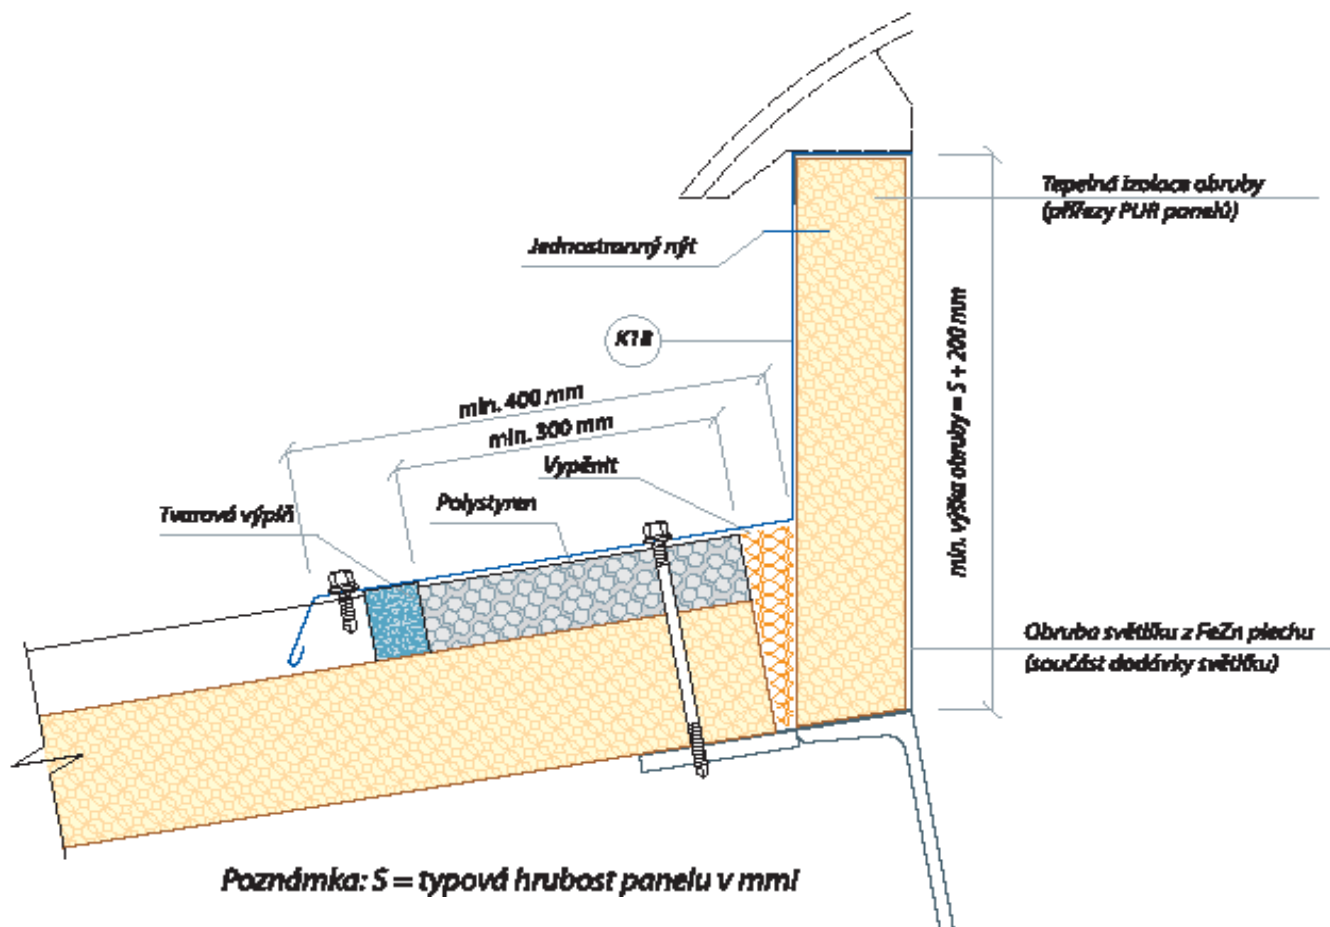 Tepelná izolace obruby
(přířezy PUR panelů)
Jednostranný nýt
K18
min. výška obruby = S + 200 mm
min. 400 mm
min. 300 mm
Vypěnit
Polystyren
Tvarová výplň
Obruba světlíku z FeZn plechu
(součást dodávky světlíku)
Poznámka: S = typová hrubost panelu v mm!